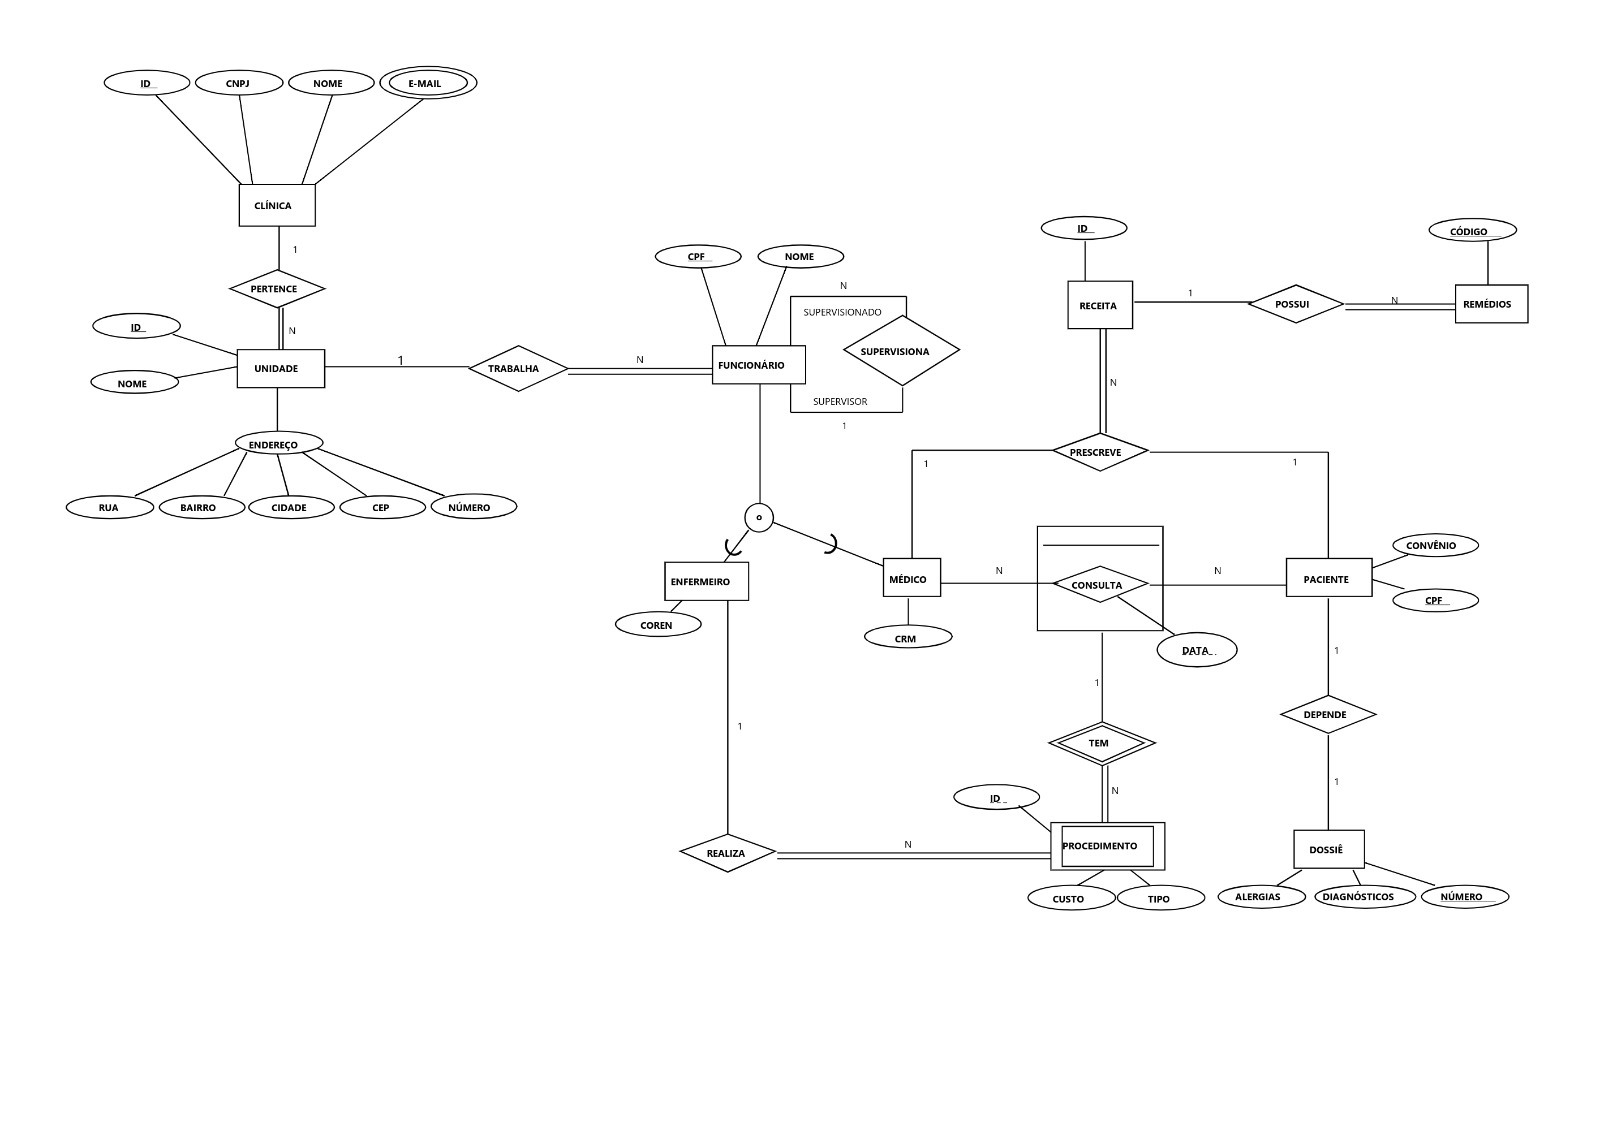 ID
CNPJ
NOME
E-MAIL
CLÍNICA
1
PERTENCE
N
ID
NOME
UNIDADE
1
TRABALHA
N
ENDEREÇO
RUA
BAIRRO
CIDADE
CEP
NÚMERO
CPF
NOME
N
SUPERVISIONADO
FUNCIONÁRIO
SUPERVISIONA
SUPERVISOR
1
o
ENFERMEIRO
COREN
1
REALIZA
N
ID
RECEITA
1
POSSUI
N
CÓDIGO
REMÉDIOS
N
PRESCREVE
1
1
MÉDICO
CRM
N
CONSULTA
N
DATA
PACIENTE
CONVÊNIO
CPF
1
TEM
N
ID
PROCEDIMENTO
CUSTO
TIPO
1
DEPENDE
1
DOSSIÊ
ALERGIAS
DIAGNÓSTICOS
NÚMERO